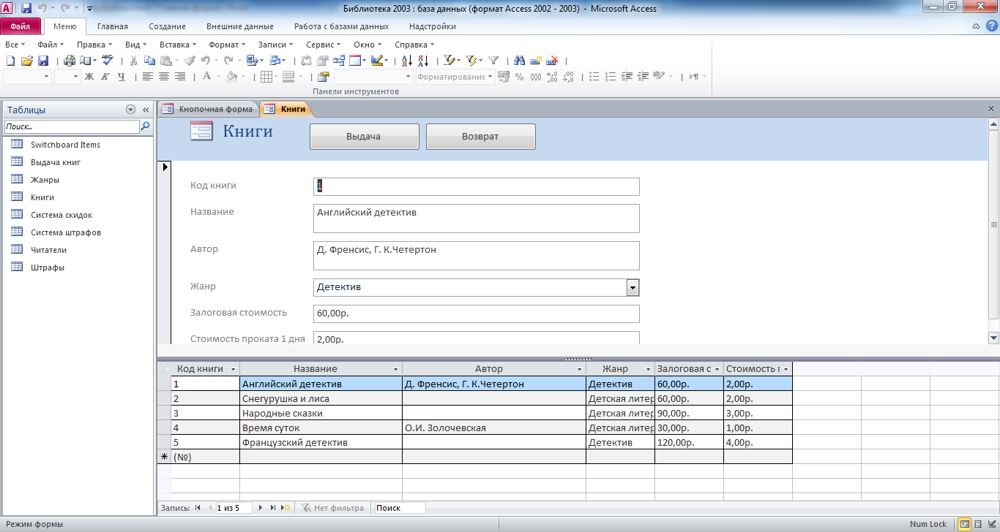 Библиотека 2003 : база данных (формат Access 2002 - 2003) - Microsoft Access
Файл Меню Главная Создание Внешние данные Работа с базами данных Надстройки
Все Файл Правка Вид Вставка Формат Записи Сервис Окно Справка
Ж К Ч Форматирование % 000
Панели инструментов
Таблицы
Поиск...
Switchboard Items
Выдача книг
Жанры
Книги
Система скидок
Система штрафов
Читатели
Штрафы
Кнопочная форма Книги
Книги Выдача Возврат
Код книги 1
Название Английский детектив
Автор Д. Френсис, Г. К.Четертон
Жанр Детектив
Залоговая стоимость 60,00р.
Стоимость проката 1 дня 2,00р.
Код книги Название Автор Жанр Залоговая с Стоимость п
1 Английский детектив Д. Френсис, Г. К.Четертон Детектив 60,00р. 2,00р.
2 Снегурушка и лиса Детская литер 60,00р. 2,00р.
3 Народные сказки Детская литер 90,00р. 3,00р.
4 Время суток О.И. Золочевская Детская литер 30,00р. 1,00р.
5 Французский детектив Детектив 120,00р. 4,00р.
(№)
Запись: 1 из 5 Нет фильтра Поиск
Режим формы Num Lock